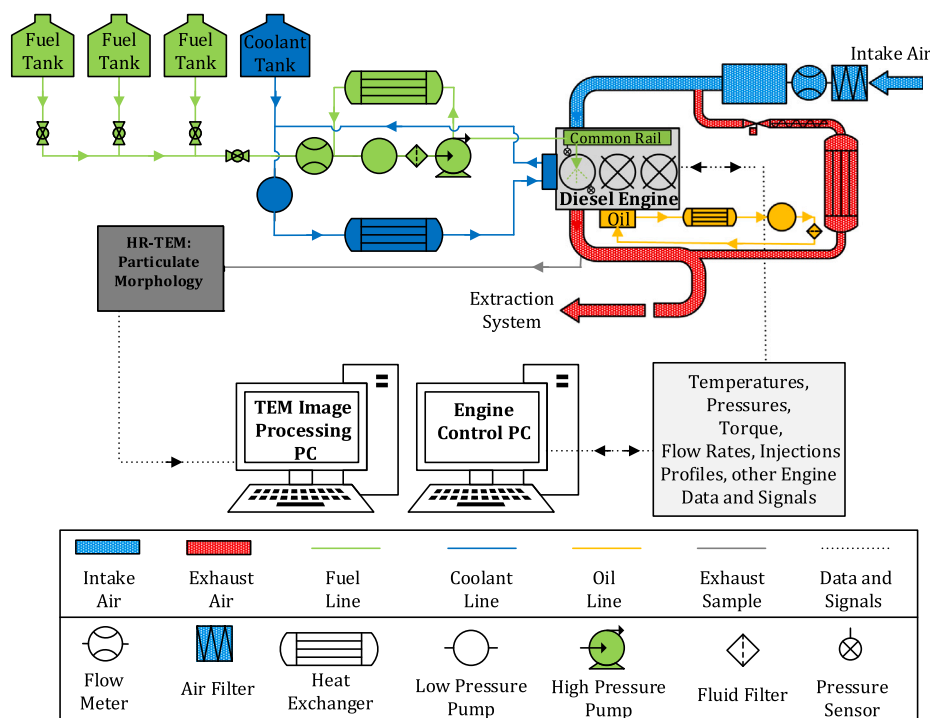 Fuel
Tank
Fuel
Tank
Fuel
Tank
Coolant
Tank
Intake Air
Common Rail
Diesel Engine
Oil
HR-TEM:
Particulate
Morphology
Extraction
System
TEM Image
Processing
PC
Engine
Control PC
Temperatures,
Pressures,
Torque,
Flow Rates, Injections
Profiles, other Engine
Data and Signals
Intake
Air
Exhaust
Air
Fuel
Line
Coolant
Line
Oil
Line
Exhaust
Sample
Data and
Signals
Flow
Meter
Air Filter
Heat
Exchanger
Low Pressure
Pump
High Pressure
Pump
Fluid Filter
Pressure
Sensor